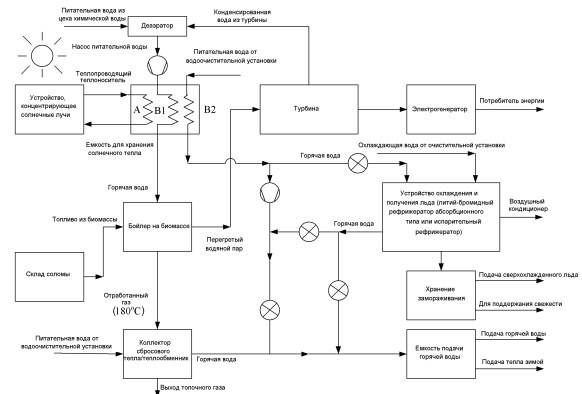 Питательная вода из
цеха химической воды
Деаэратор
Конденсированная
вода из турбины
Насос питательной воды
Питательная вода от
водоочистительной установки
Теплопроводящий
теплоноситель
Устройство,
концентрирующее
солнечные лучи
A
B1
B2
Турбина
Электрогенератор
Потребитель энергии
Емкость для хранения
солнечного тепла
Горячая вода
Охлаждающая вода от очистительной установки
Горячая вода
Устройство охлаждения и
получения льда (литий-бромидный
рефрижератор абсорбционного
типа или испарительный
рефрижератор)
Воздушный
кондиционер
Топливо из биомассы
Бойлер на биомассе
Перегретый
водяной пар
Горячая вода
Склад соломы
Отработанный
газ
(180°C)
Хранение
замораживания
Подача сверхохлажденного льда
Для поддержания свежести
Питательная вода от
водоочистительной установки
Коллектор
сбросового
тепла/теплообменник
Горячая вода
Емкость подачи
горячей воды
Подача горячей воды
Подача тепла зимой
Выход топочного газа